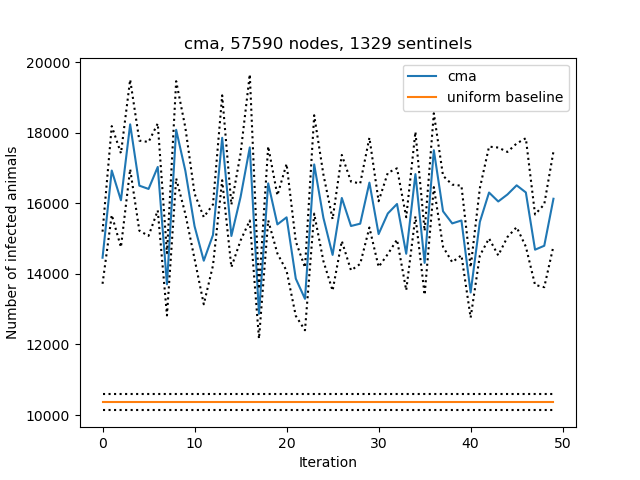 cma, 57590 nodes, 1329 sentinels
cma
uniform baseline
Number of infected animals
20000
18000
16000
14000
12000
10000
0 10 20 30 40 50
Iteration